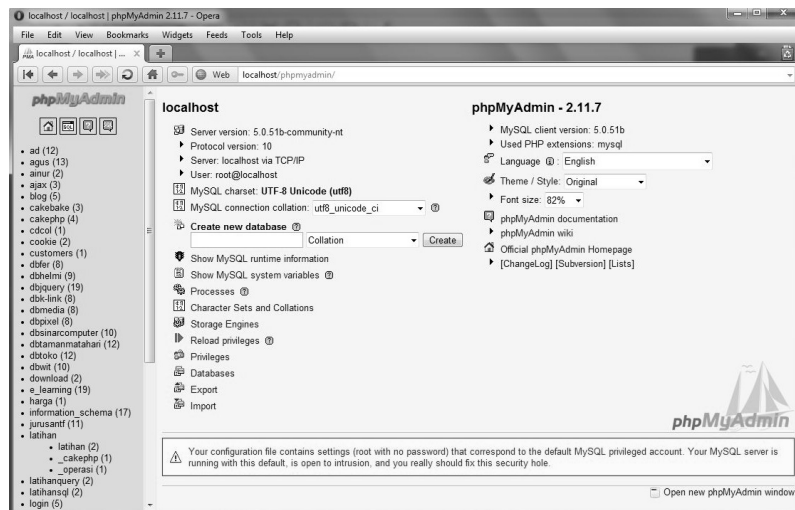 localhost / localhost | phpMyAdmin 2.11.7 - Opera
File Edit View Bookmarks Widgets Feeds Tools Help
localhost / localhost | ...
Web localhost/phpmyadmin/
phpMyAdmin
ad (12)
agus (13)
ainur (2)
ajax (3)
blog (5)
cakebake (3)
cakephp (4)
cdcol (1)
cookie (2)
customers (1)
dbfer (8)
dbhelmi (9)
dbjquery (19)
dbk-link (8)
dbmedia (8)
dbpixel (8)
dbsinarcomputer (10)
dbtamanmatahari (12)
dbtoko (12)
dbwit (10)
download (2)
e_learning (19)
harga (1)
information_schema (17)
jurusantf (11)
latihan
latihan (2)
_cakephp (1)
_operasi (1)
latihanquery (2)
latihansql (2)
login (5)
localhost
Server version: 5.0.51b-community-nt
Protocol version: 10
Server: localhost via TCP/IP
User: root@localhost
MySQL charset: UTF-8 Unicode (utf8)
MySQL connection collation: utf8_unicode_ci
Create new database
Collation Create
Show MySQL runtime information
Show MySQL system variables
Processes
Character Sets and Collations
Storage Engines
Reload privileges
Privileges
Databases
Export
Import
phpMyAdmin - 2.11.7
MySQL client version: 5.0.51b
Used PHP extensions: mysql
Language : English
Theme / Style: Original
Font size: 82%
phpMyAdmin documentation
phpMyAdmin wiki
Official phpMyAdmin Homepage
[ChangeLog] [Subversion] [Lists]
phpMyAdmin
Your configuration file contains settings (root with no password) that correspond to the default MySQL privileged account. Your MySQL server is
running with this default, is open to intrusion, and you really should fix this security hole.
Open new phpMyAdmin window